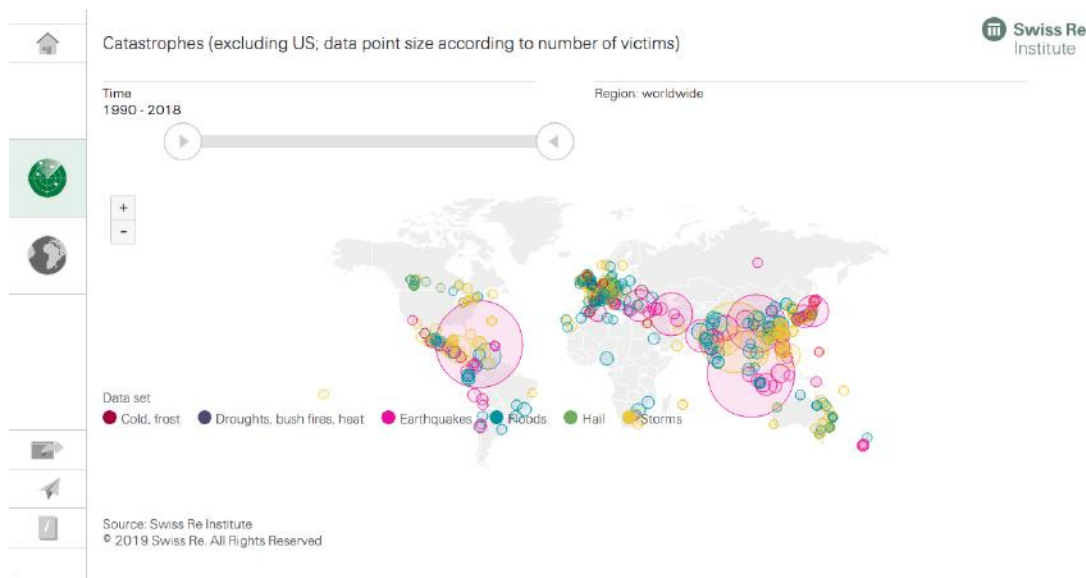 Catastrophes (excluding US; data point size according to number of victims)
Swiss Re
Institute
Time
1990 - 2018
Region: worldwide
+
-
Data set
Cold, frost
Droughts, bush fires, heat
Earthquakes
Floods
Hail
Storms
Source: Swiss Re Institute
© 2019 Swiss Re. All Rights Reserved